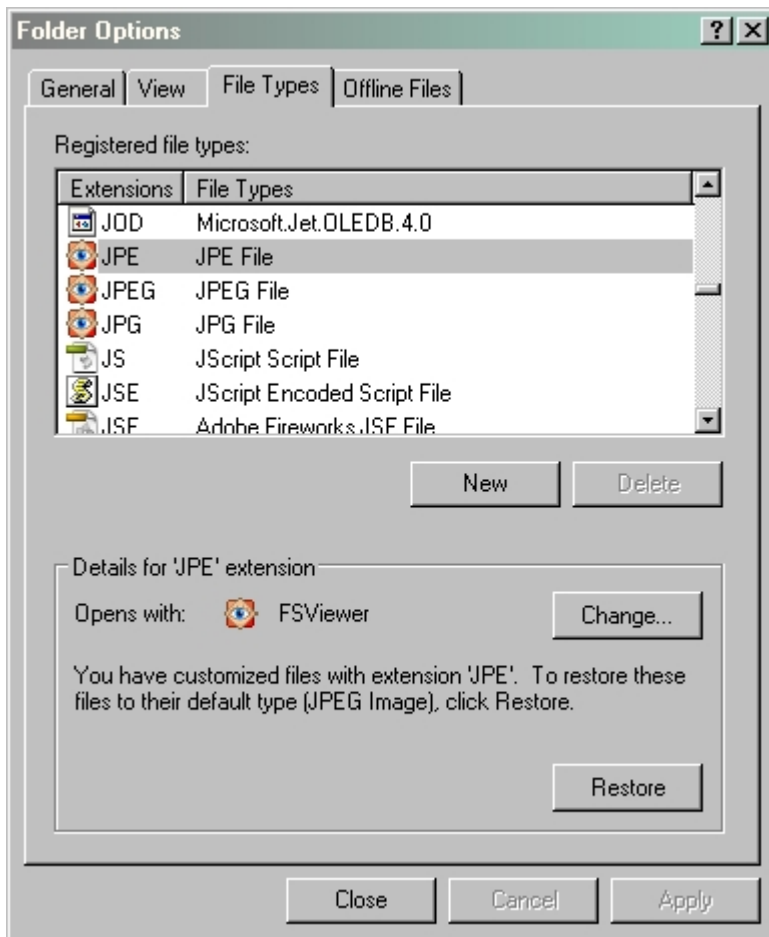 Folder Options
General View File Types Offline Files
Registered file types:
Extensions File Types
JOD Microsoft.Jet.OLEDB.4.0
JPE JPE File
JPEG JPEG File
JPG JPG File
JS JScript Script File
JSE JScript Encoded Script File
JSF Adobe Fireworks JSF File
New Delete
Details for 'JPE' extension
Opens with: FSViewer Change...
You have customized files with extension 'JPE'. To restore these
files to their default type (JPEG Image), click Restore.
Restore
Close Cancel Apply